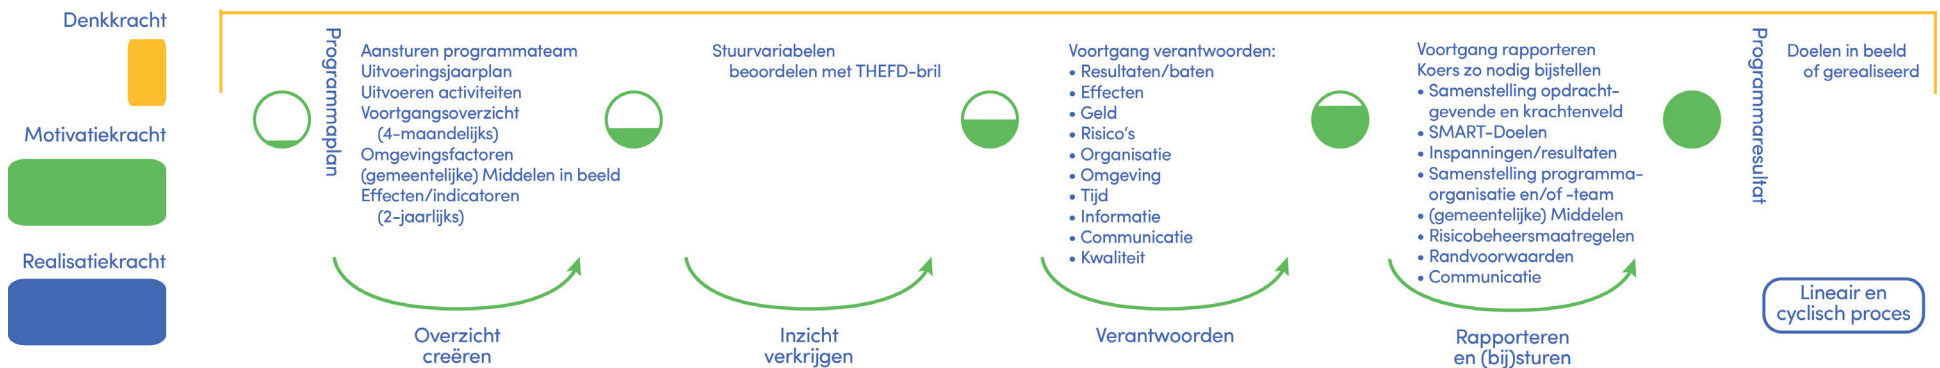 Denkkracht
Motivatiekracht
Realisatiekracht
Programmaplan
Aansturen programmateam
Uitvoeringsjaarplan
Uitvoeren activiteiten
Voortgangsoverzicht
(4-maandelijks)
Omgevingsfactoren
(gemeentelijke) Middelen in beeld
Effecten/indicatoren
(2-jaarlijks)
Overzicht
creëren
Stuurvariabelen
beoordelen met THEFD-bril
Inzicht
verkrijgen
Voortgang verantwoorden:
• Resultaten/baten
• Effecten
• Geld
• Risico's
• Organisatie
• Omgeving
• Tijd
• Informatie
• Communicatie
• Kwaliteit
Verantwoorden
Voortgang rapporteren
Koers zo nodig bijstellen
• Samenstelling opdracht-
gevende en krachtenveld
• SMART-Doelen
• Inspanningen/resultaten
• Samenstelling programma-
organisatie en/of -team
• (gemeentelijke) Middelen
• Risicobeheersmaatregelen
• Randvoorwaarden
• Communicatie
Rapporteren
en (bij)sturen
Programmaresultat
Doelen in beeld
of gerealiseerd
Lineair en
cyclisch proces